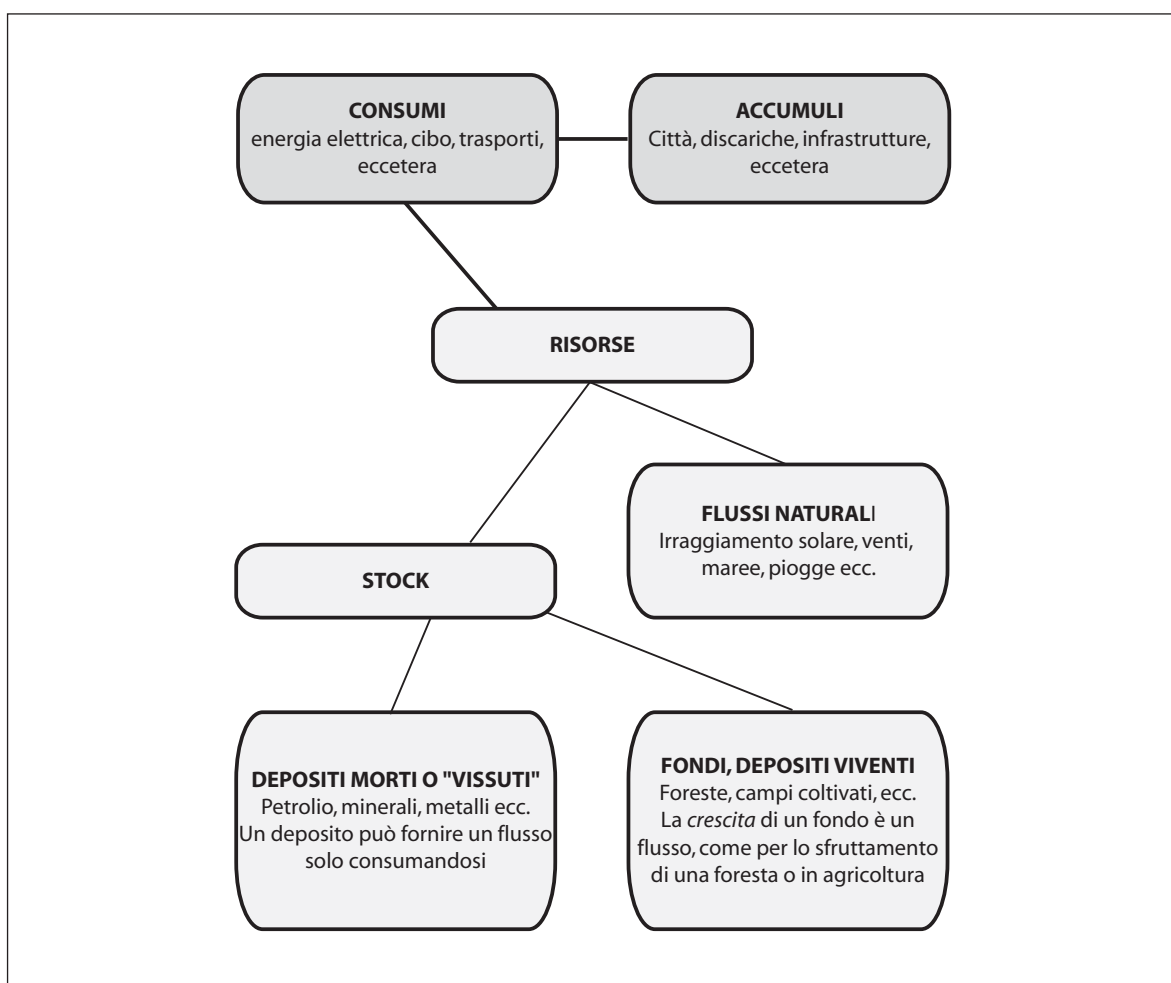 CONSUMI
energia elettrica, cibo, trasporti,
eccetera
ACCUMULI
Città, discariche, infrastrutture,
eccetera
RISORSE
FLUSSI NATURALI
Irraggiamento solare, venti,
maree, piogge ecc.
STOCK
DEPOSITI MORTI O "VISSUTI"
Petrolio, minerali, metalli ecc.
Un deposito può fornire un flusso
solo consumandosi
FONDI, DEPOSITI VIVENTI
Foreste, campi coltivati, ecc.
La crescita di un fondo è un
flusso, come per lo sfruttamento
di una foresta o in agricoltura